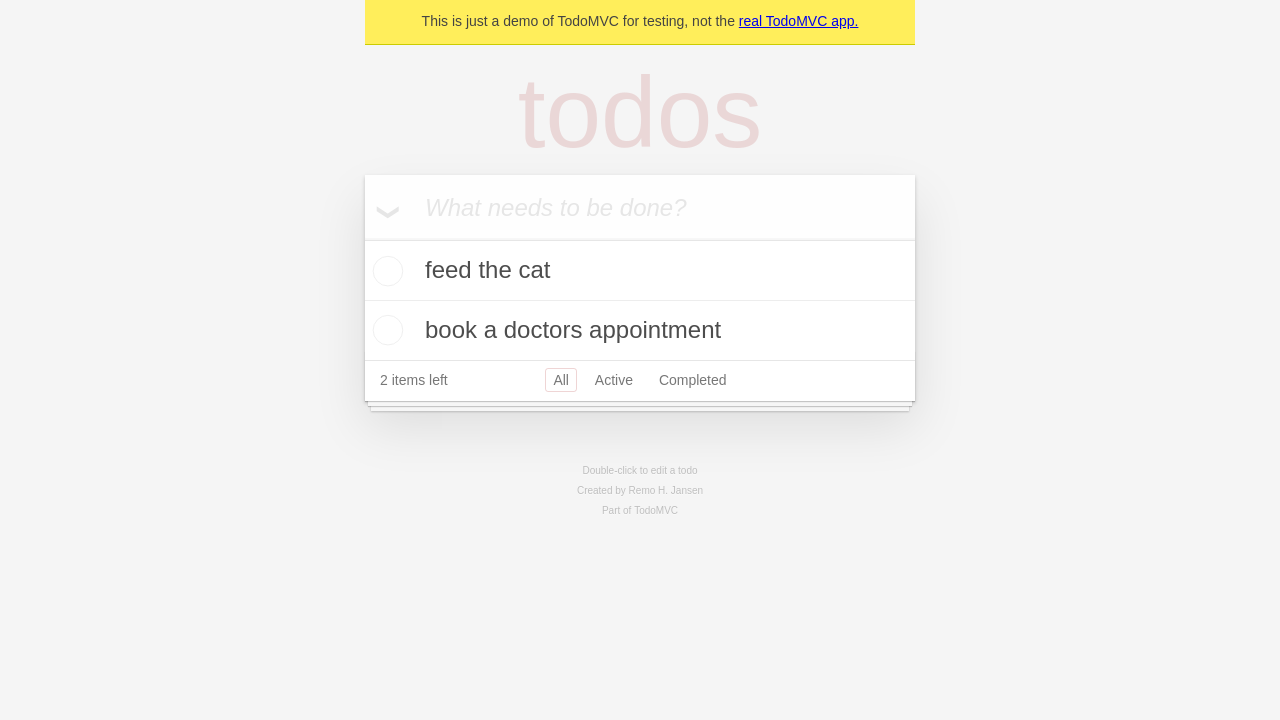 This is just a demo of TodoMVC for testing, not the real TodoMVC app.
todos
What needs to be done?
feed the cat
book a doctors appointment
2 items left All Active Completed
Double-click to edit a todo
Created by Remo H. Jansen
Part of TodoMVC